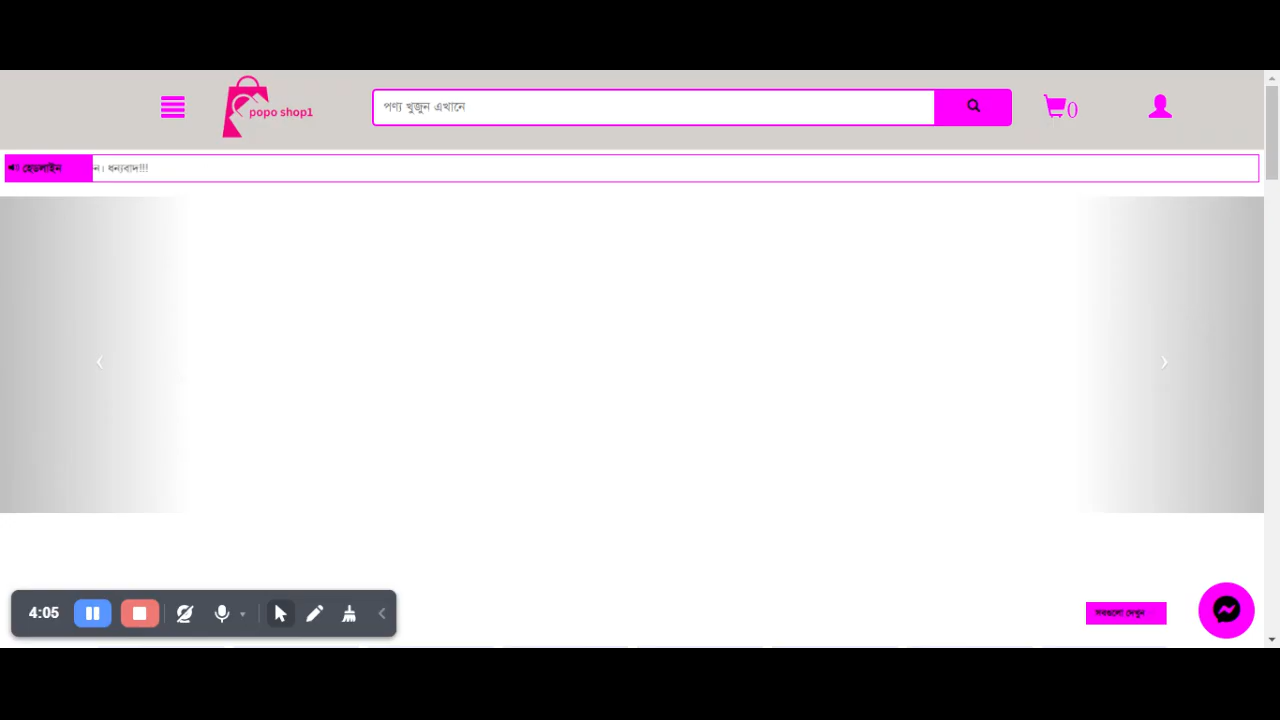 popo shop1
পণ্য খুজুন এখানে
0
হেডলাইন
ন। ধন্যবাদ!!!
সবগুলো দেখুন
4:05